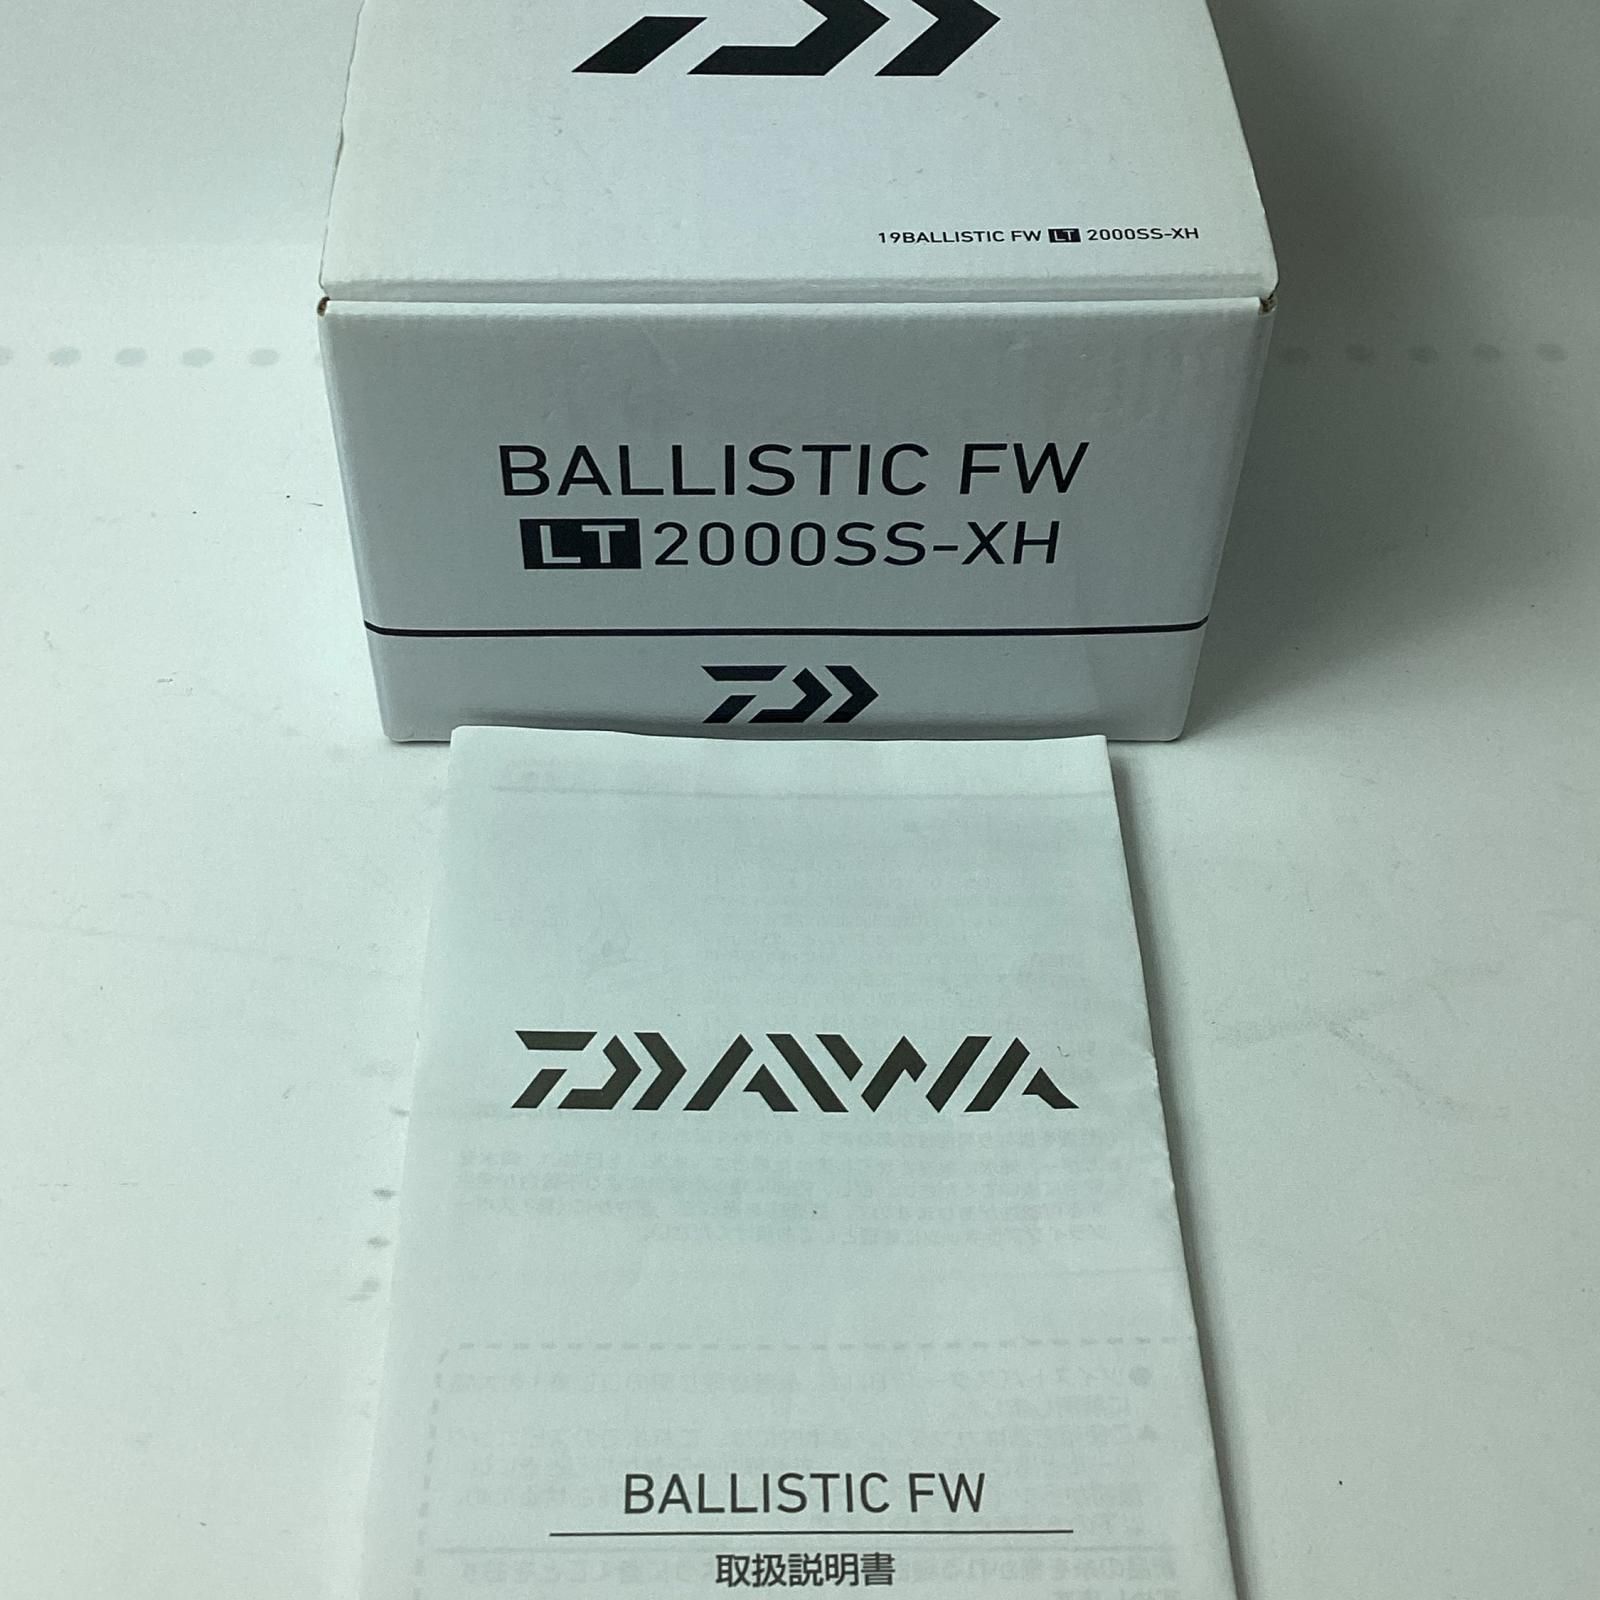 19BALLISTIC FW LT 2000SS-XH
BALLISTIC FW
LT 2000SS-XH
DAIWA
BALLISTIC FW
取扱説明書